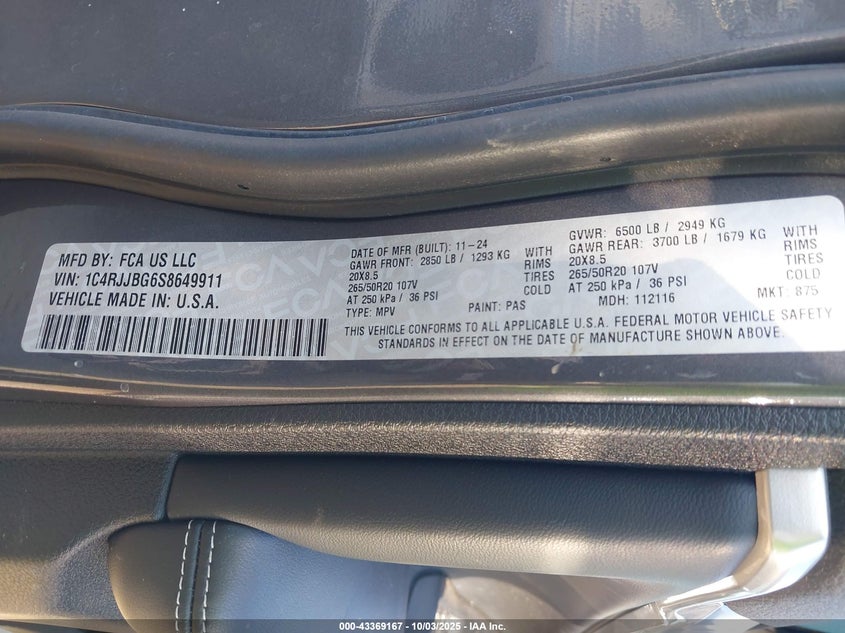 MFD BY: FCA US LLC
VIN: 1C4RJJBG6S8649911
VEHICLE MADE IN: U.S.A.
DATE OF MFR (BUILT): 11-24
GAWR FRONT: 2850 LB / 1293 KG WITH
20X8.5 RIMS
265/50R20 107V TIRES
AT 250 kPa / 36 PSI COLD
TYPE: MPV PAINT: PAS
GVWR: 6500 LB / 2949 KG
GAWR REAR: 3700 LB / 1679 KG WITH
20X8.5 RIMS
265/50R20 107V TIRES
AT 250 kPa / 36 PSI COLD
MDH: 112116 MKT: 875
THIS VEHICLE CONFORMS TO ALL APPLICABLE U.S.A. FEDERAL MOTOR VEHICLE SAFETY
STANDARDS IN EFFECT ON THE DATE OF MANUFACTURE SHOWN ABOVE.
000-43369167 - 10/03/2025 - IAA Inc.